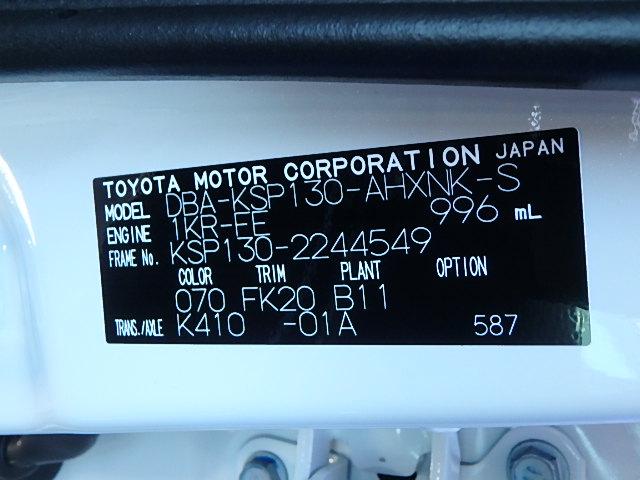 TOYOTA MOTOR CORPORATION JAPAN
MODEL DBA-KSP130-AHXNK-S
ENGINE 1KR-FE 996 mL
FRAME No. KSP130-2244549
COLOR TRIM PLANT OPTION
070 FK20 B11
TRANS./AXLE K410 -01A 587